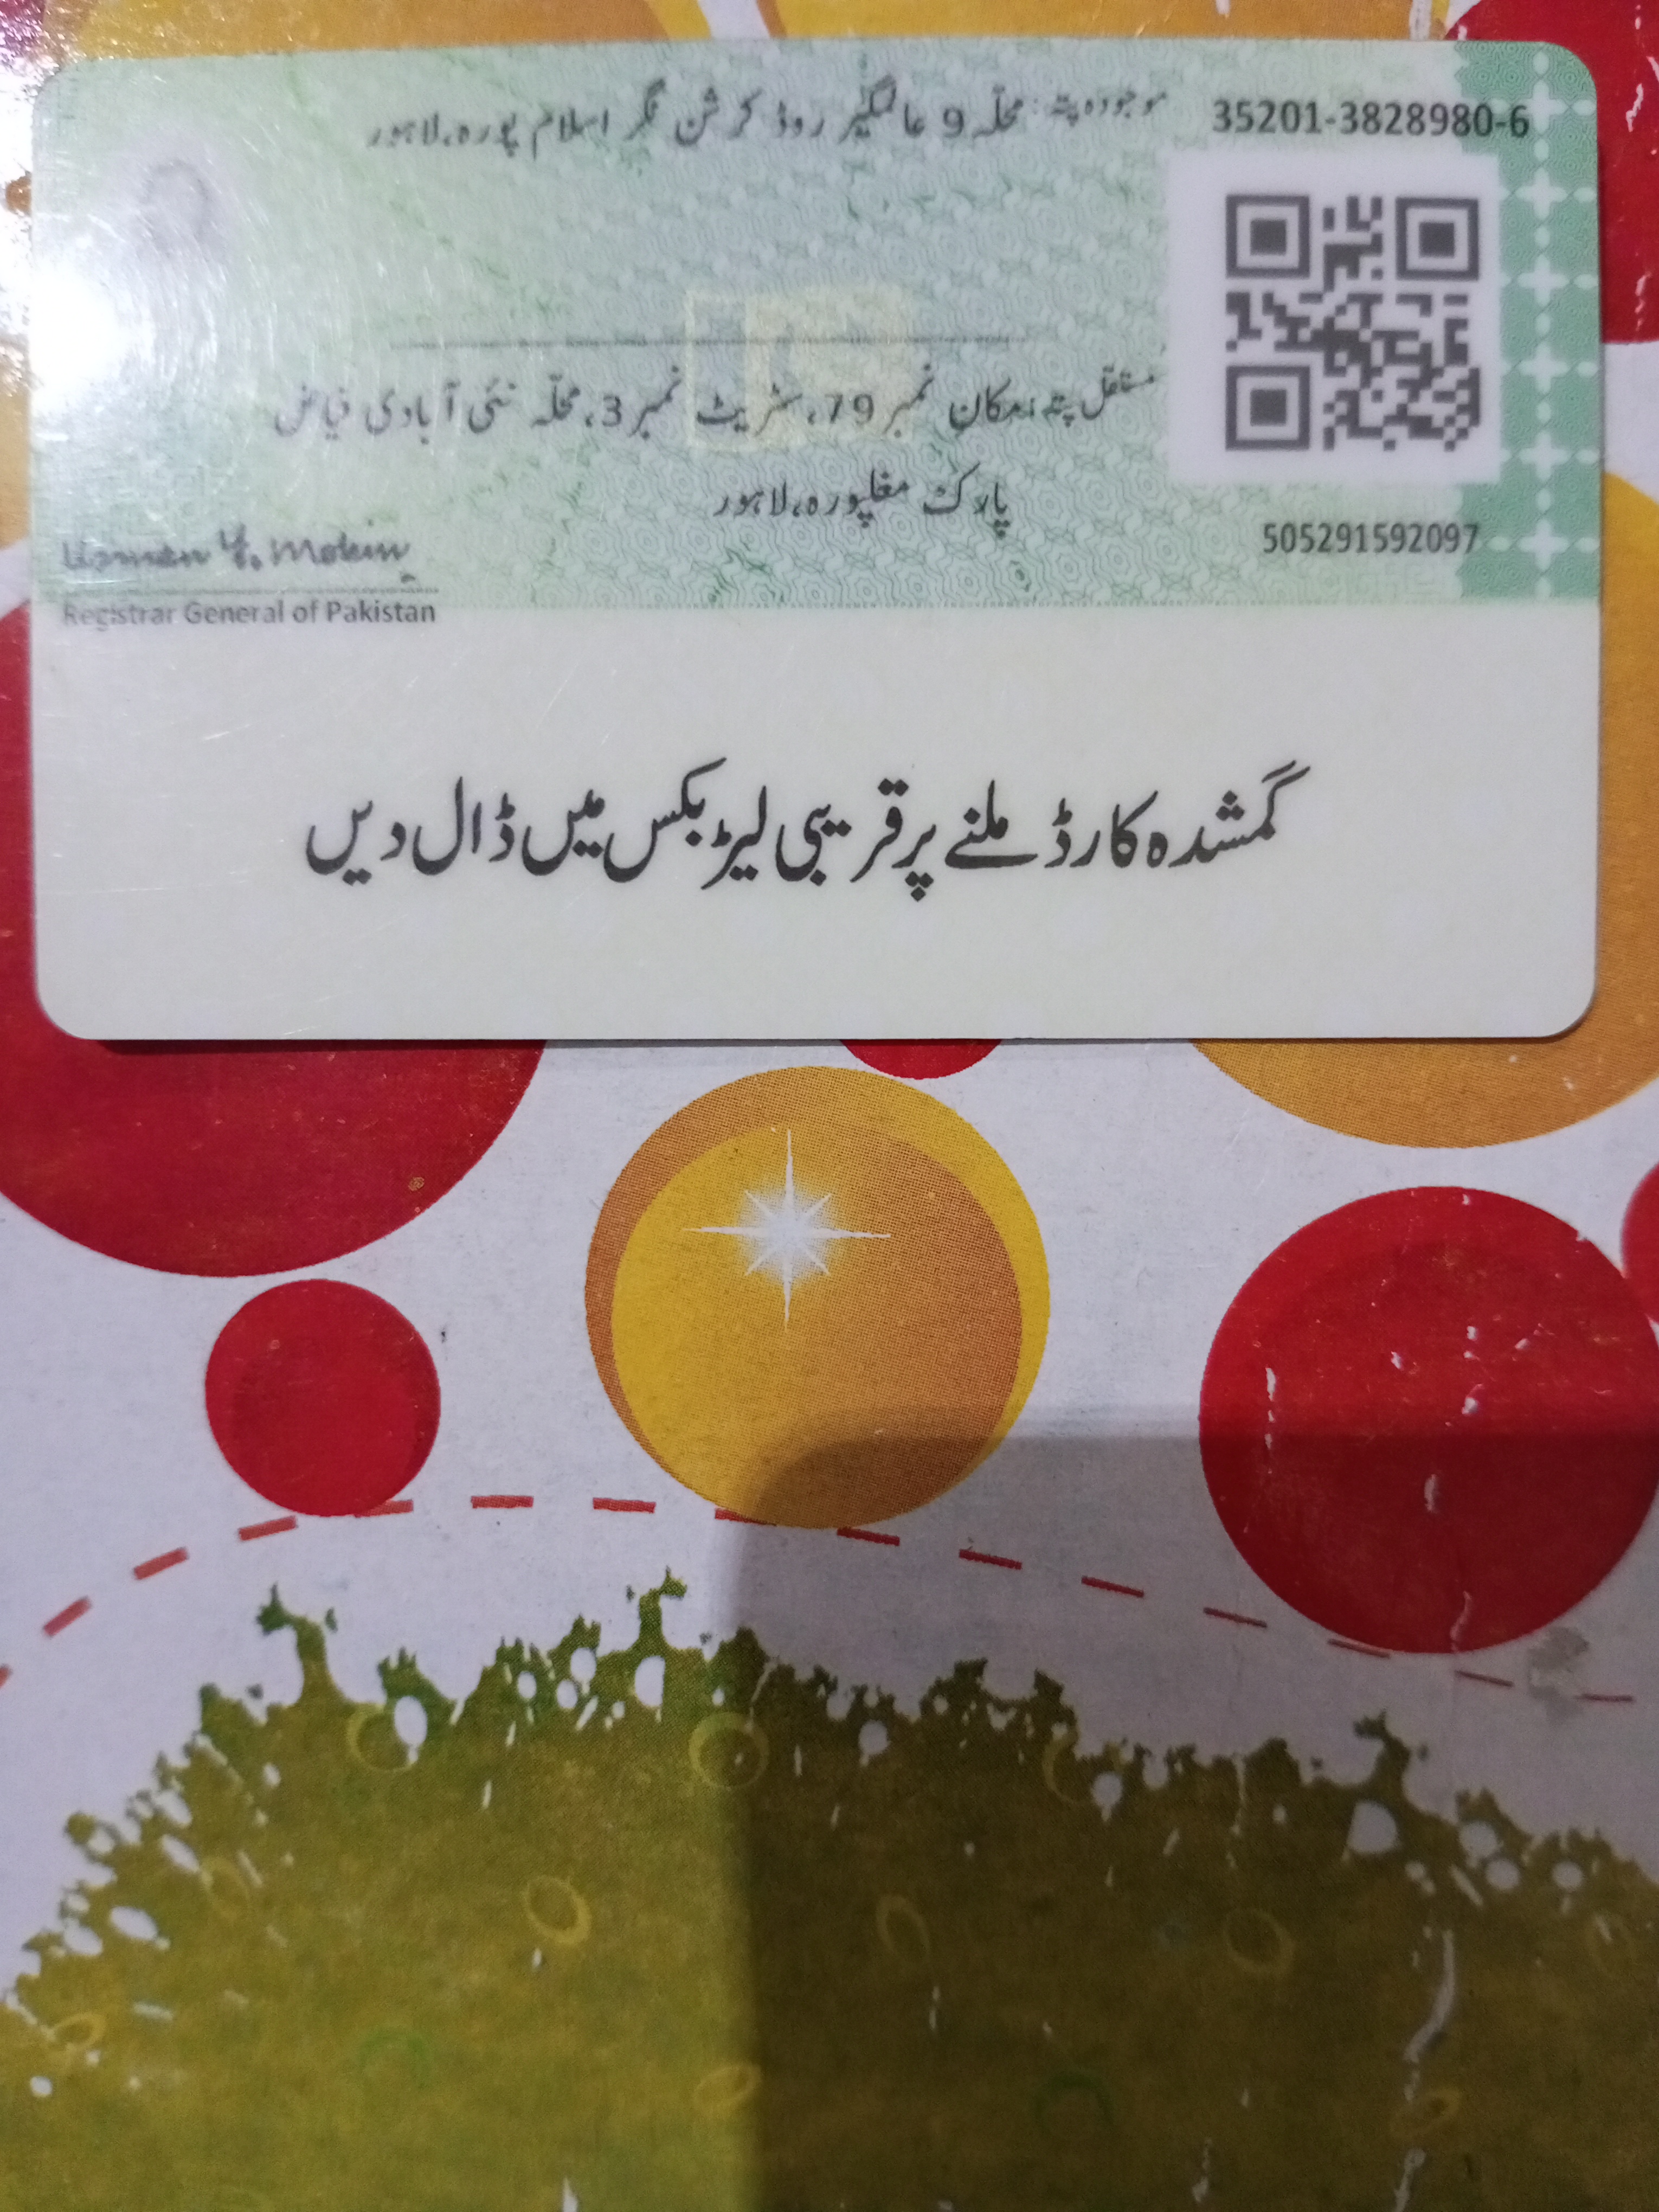 موجودہ پتہ: محلّہ 9 عالمگیر روڈ کرشن نگر اسلام پورہ،لاہور
35201-3828980-6
مستقل پتہ: مکان نمبر 79، سٹریٹ نمبر 3، محلّہ نئی آبادی فیاض
پارک مغلپورہ،لاہور
505291592097
Usman Y. Mobin
Registrar General of Pakistan
گمشدہ کارڈ ملنے پر قریبی لیٹر بکس میں ڈال دیں